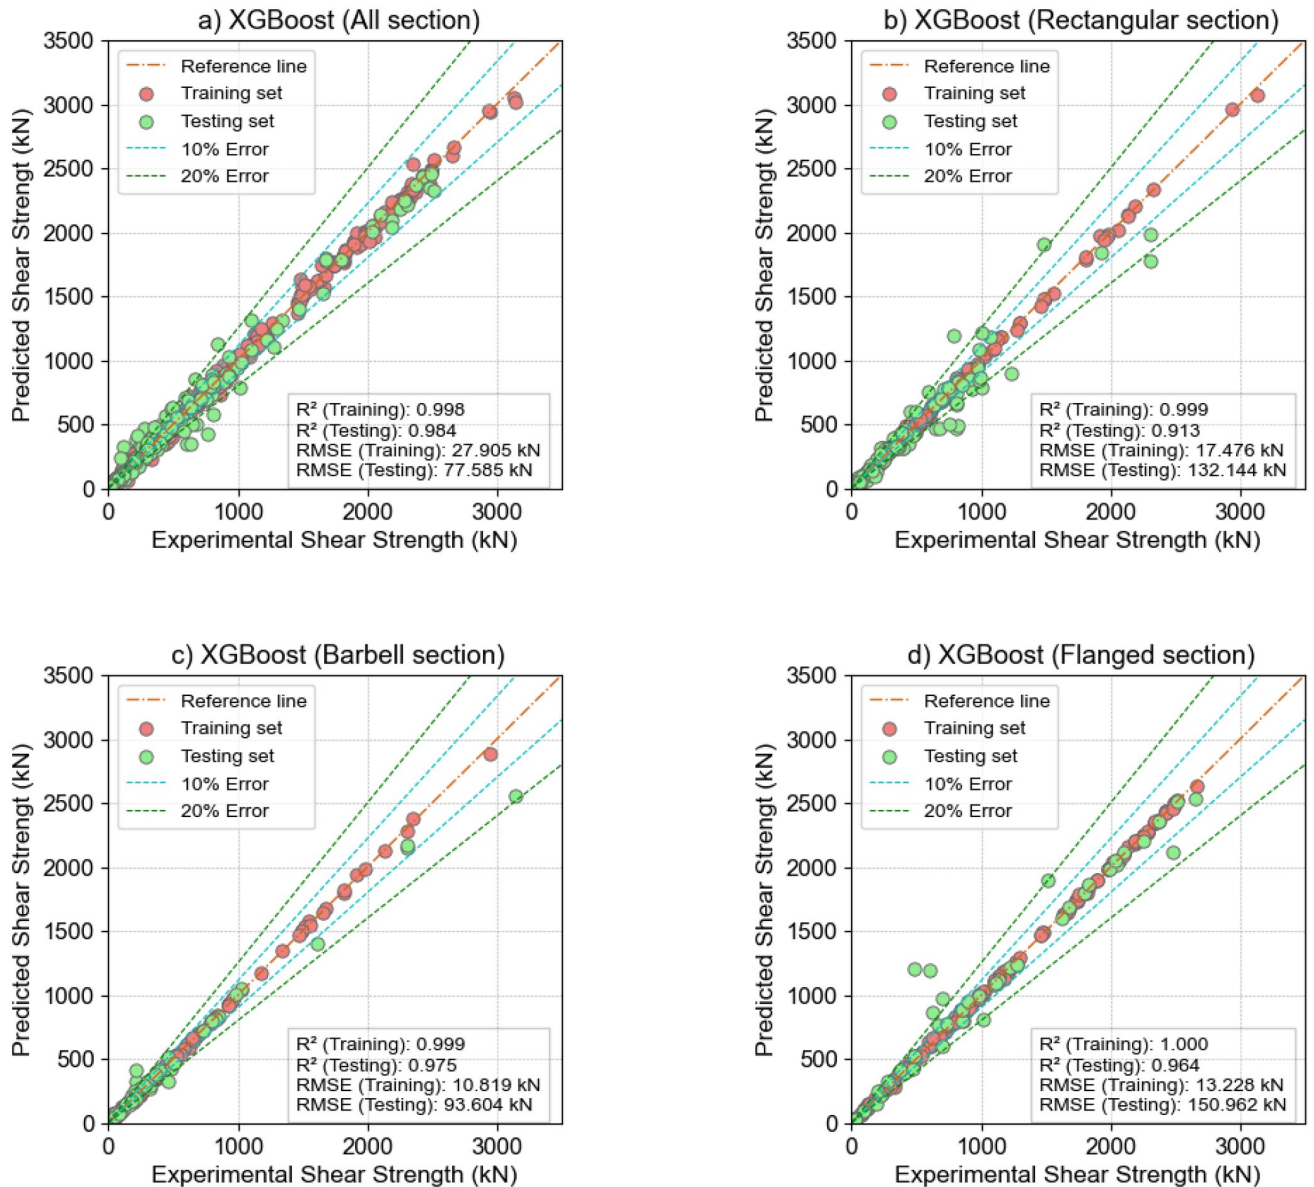 a) XGBoost (All section)
Predicted Shear Strengt (kN)
3500
3000
2500
2000
1500
1000
500
0
Reference line
Training set
Testing set
10% Error
20% Error
R² (Training): 0.998
R² (Testing): 0.984
RMSE (Training): 27.905 kN
RMSE (Testing): 77.585 kN
0 1000 2000 3000
Experimental Shear Strength (kN)
b) XGBoost (Rectangular section)
Predicted Shear Strengt (kN)
3500
3000
2500
2000
1500
1000
500
0
Reference line
Training set
Testing set
10% Error
20% Error
R² (Training): 0.999
R² (Testing): 0.913
RMSE (Training): 17.476 kN
RMSE (Testing): 132.144 kN
0 1000 2000 3000
Experimental Shear Strength (kN)
c) XGBoost (Barbell section)
Predicted Shear Strengt (kN)
3500
3000
2500
2000
1500
1000
500
0
Reference line
Training set
Testing set
10% Error
20% Error
R² (Training): 0.999
R² (Testing): 0.975
RMSE (Training): 10.819 kN
RMSE (Testing): 93.604 kN
0 1000 2000 3000
Experimental Shear Strength (kN)
d) XGBoost (Flanged section)
Predicted Shear Strengt (kN)
3500
3000
2500
2000
1500
1000
500
0
Reference line
Training set
Testing set
10% Error
20% Error
R² (Training): 1.000
R² (Testing): 0.964
RMSE (Training): 13.228 kN
RMSE (Testing): 150.962 kN
0 1000 2000 3000
Experimental Shear Strength (kN)